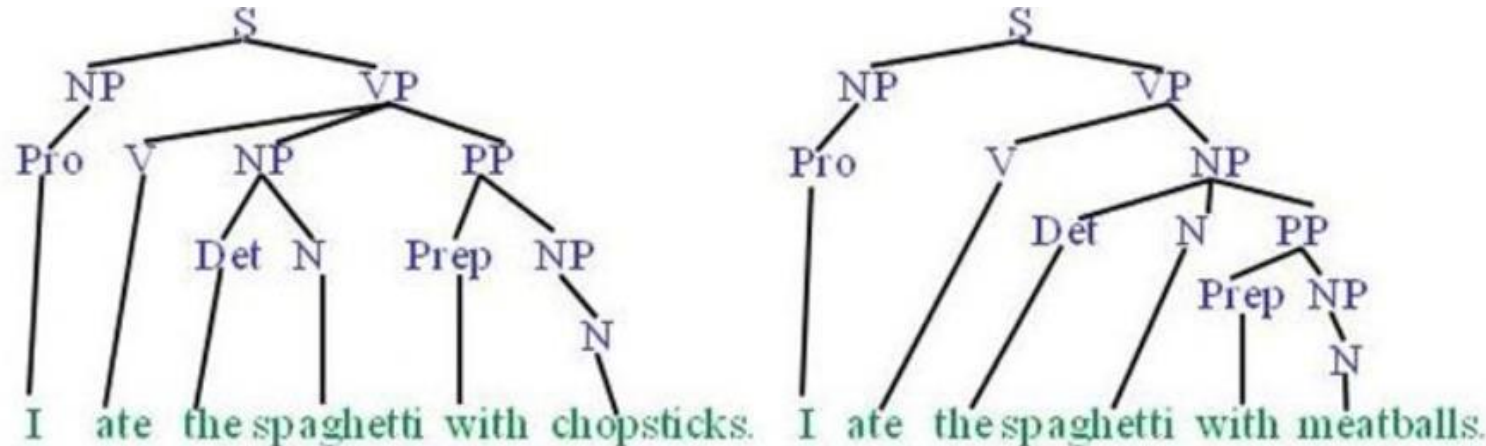 S S
NP VP NP VP
Pro V NP PP Pro V NP
Det N PP
Det N Prep NP
Prep NP
N
N
I ate the spaghetti with chopsticks. I ate the spaghetti with meatballs.